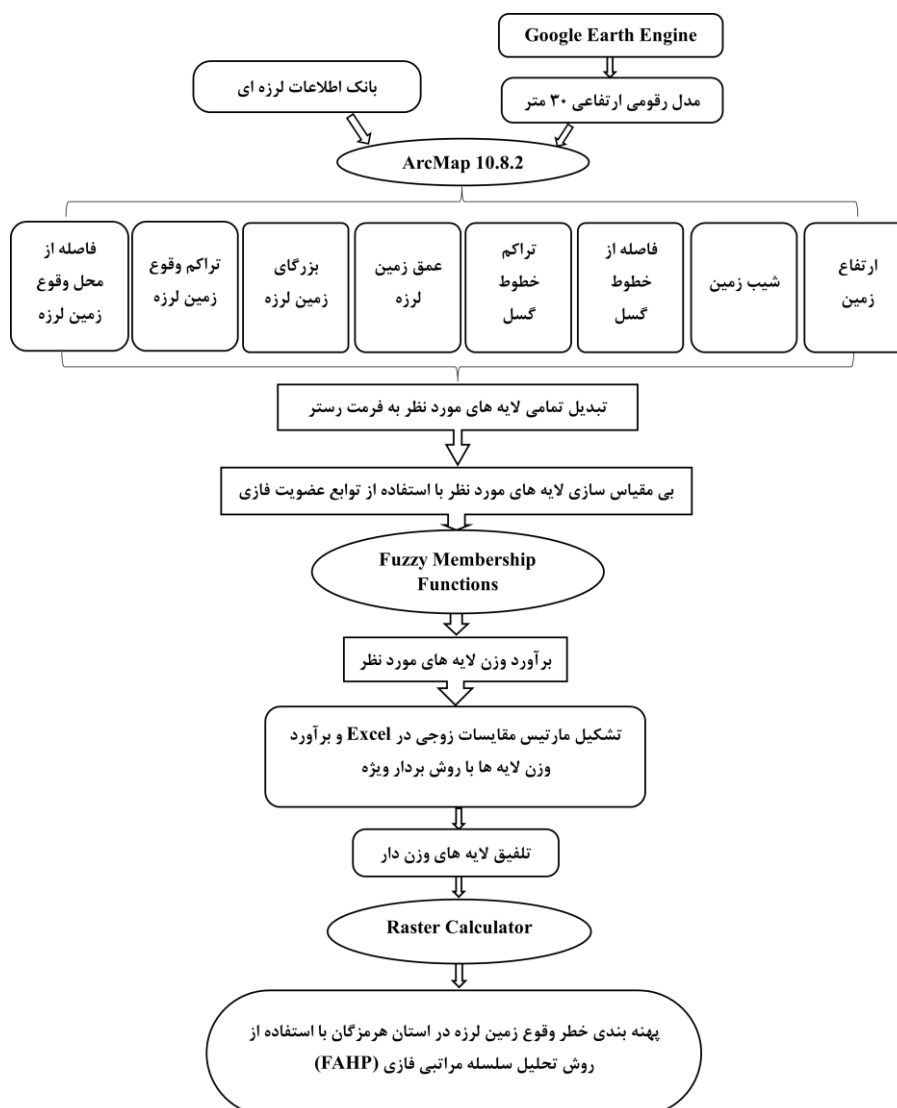 Google Earth Engine
بانک اطلاعات لرزه ای
مدل رقومی ارتفاعی ۳۰ متر
ArcMap 10.8.2
ارتفاع
زمین
شیب زمین
فاصله از
خطوط
گسل
تراکم
خطوط
گسل
عمق زمین
لرزه
بزرگای
زمین لرزه
تراکم وقوع
زمین لرزه
فاصله از
محل وقوع
زمین لرزه
تبدیل تمامی لایه های مورد نظر به فرمت رستر
بی مقیاس سازی لایه های مورد نظر با استفاده از توابع عضویت فازی
Fuzzy Membership
Functions
برآورد وزن لایه های مورد نظر
تشکیل مارتیس مقایسات زوجی در Excel و برآورد
وزن لایه ها با روش بردار ویژه
تلفیق لایه های وزن دار
Raster Calculator
پهنه بندی خطر وقوع زمین لرزه در استان هرمزگان با استفاده از
روش تحلیل سلسله مراتبی فازی (FAHP)